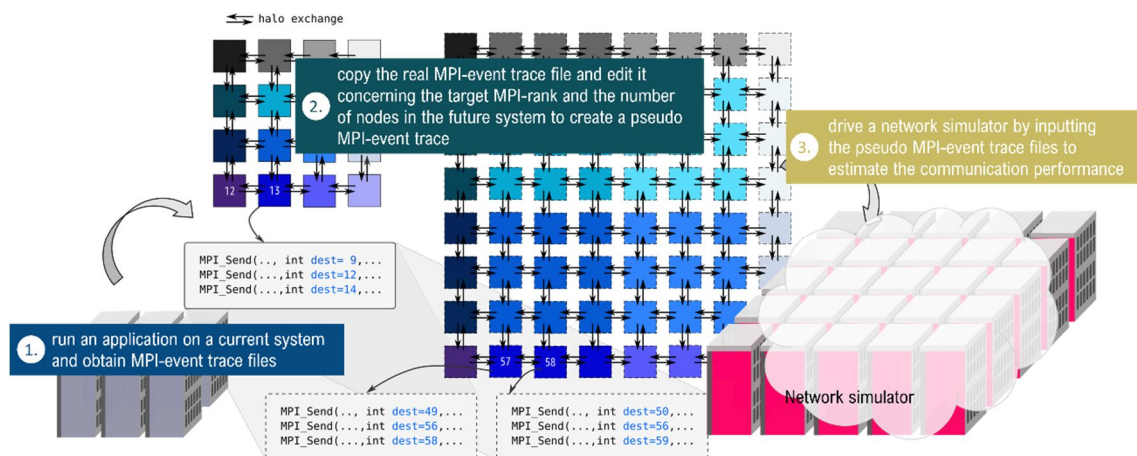 halo exchange
2.
copy the real MPI-event trace file and edit it
concerning the target MPI-rank and the number
of nodes in the future system to create a pseudo
MPI-event trace
3.
drive a network simulator by inputting
the pseudo MPI-event trace files to
estimate the communication performance
12
13
MPI_Send(.., int dest= 9,...
MPI_Send(...,int dest=12,...
MPI_Send(...,int dest=14,...
1.
run an application on a current system
and obtain MPI-event trace files
57
58
MPI_Send(.., int dest=49,...
MPI_Send(...,int dest=56,...
MPI_Send(...,int dest=58,...
MPI_Send(.., int dest=50,...
MPI_Send(...,int dest=56,...
MPI_Send(...,int dest=59,...
Network simulator